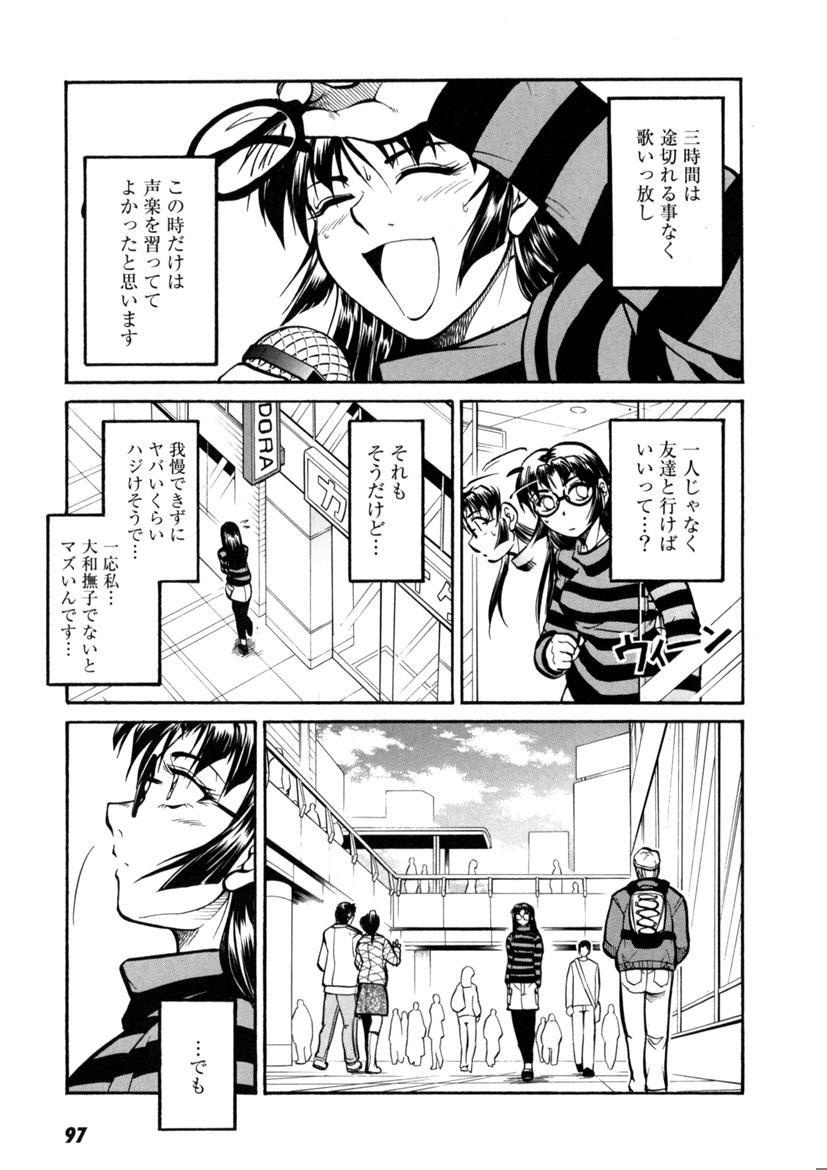 三時間は
途切れる事なく
歌いっ放し
この時だけは
声楽を習ってて
よかったと思います
一人じゃなく
友達と行けば
いいって…?
ウィーン
それも
そうだけど…
DORA
カ
我慢できずに
ヤバいくらい
ハジけそうで…
一応私…
大和撫子でないと
マズいんです…
…でも
97